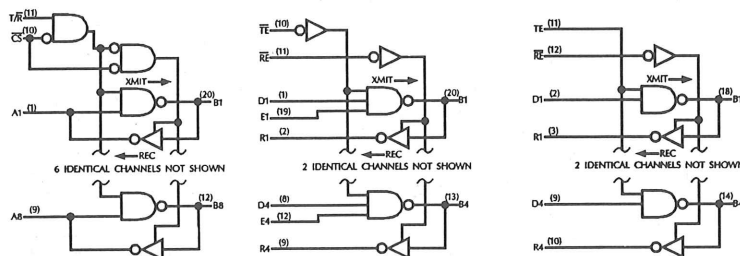 T/R (11)
CS (10)
XMIT
(20)
B1
A1 (1)
REC
6 IDENTICAL CHANNELS NOT SHOWN
(12)
B8
A8 (9)
TE (10)
RE (11)
XMIT
(20)
B1
D1 (1)
E1 (19)
R1 (2)
REC
2 IDENTICAL CHANNELS NOT SHOWN
D4 (8)
E4 (12)
(13)
B4
R4 (9)
TE (11)
RE (12)
XMIT
D1 (2)
(18)
B1
R1 (3)
REC
2 IDENTICAL CHANNELS NOT SHOWN
D4 (9)
(14)
B4
R4 (10)